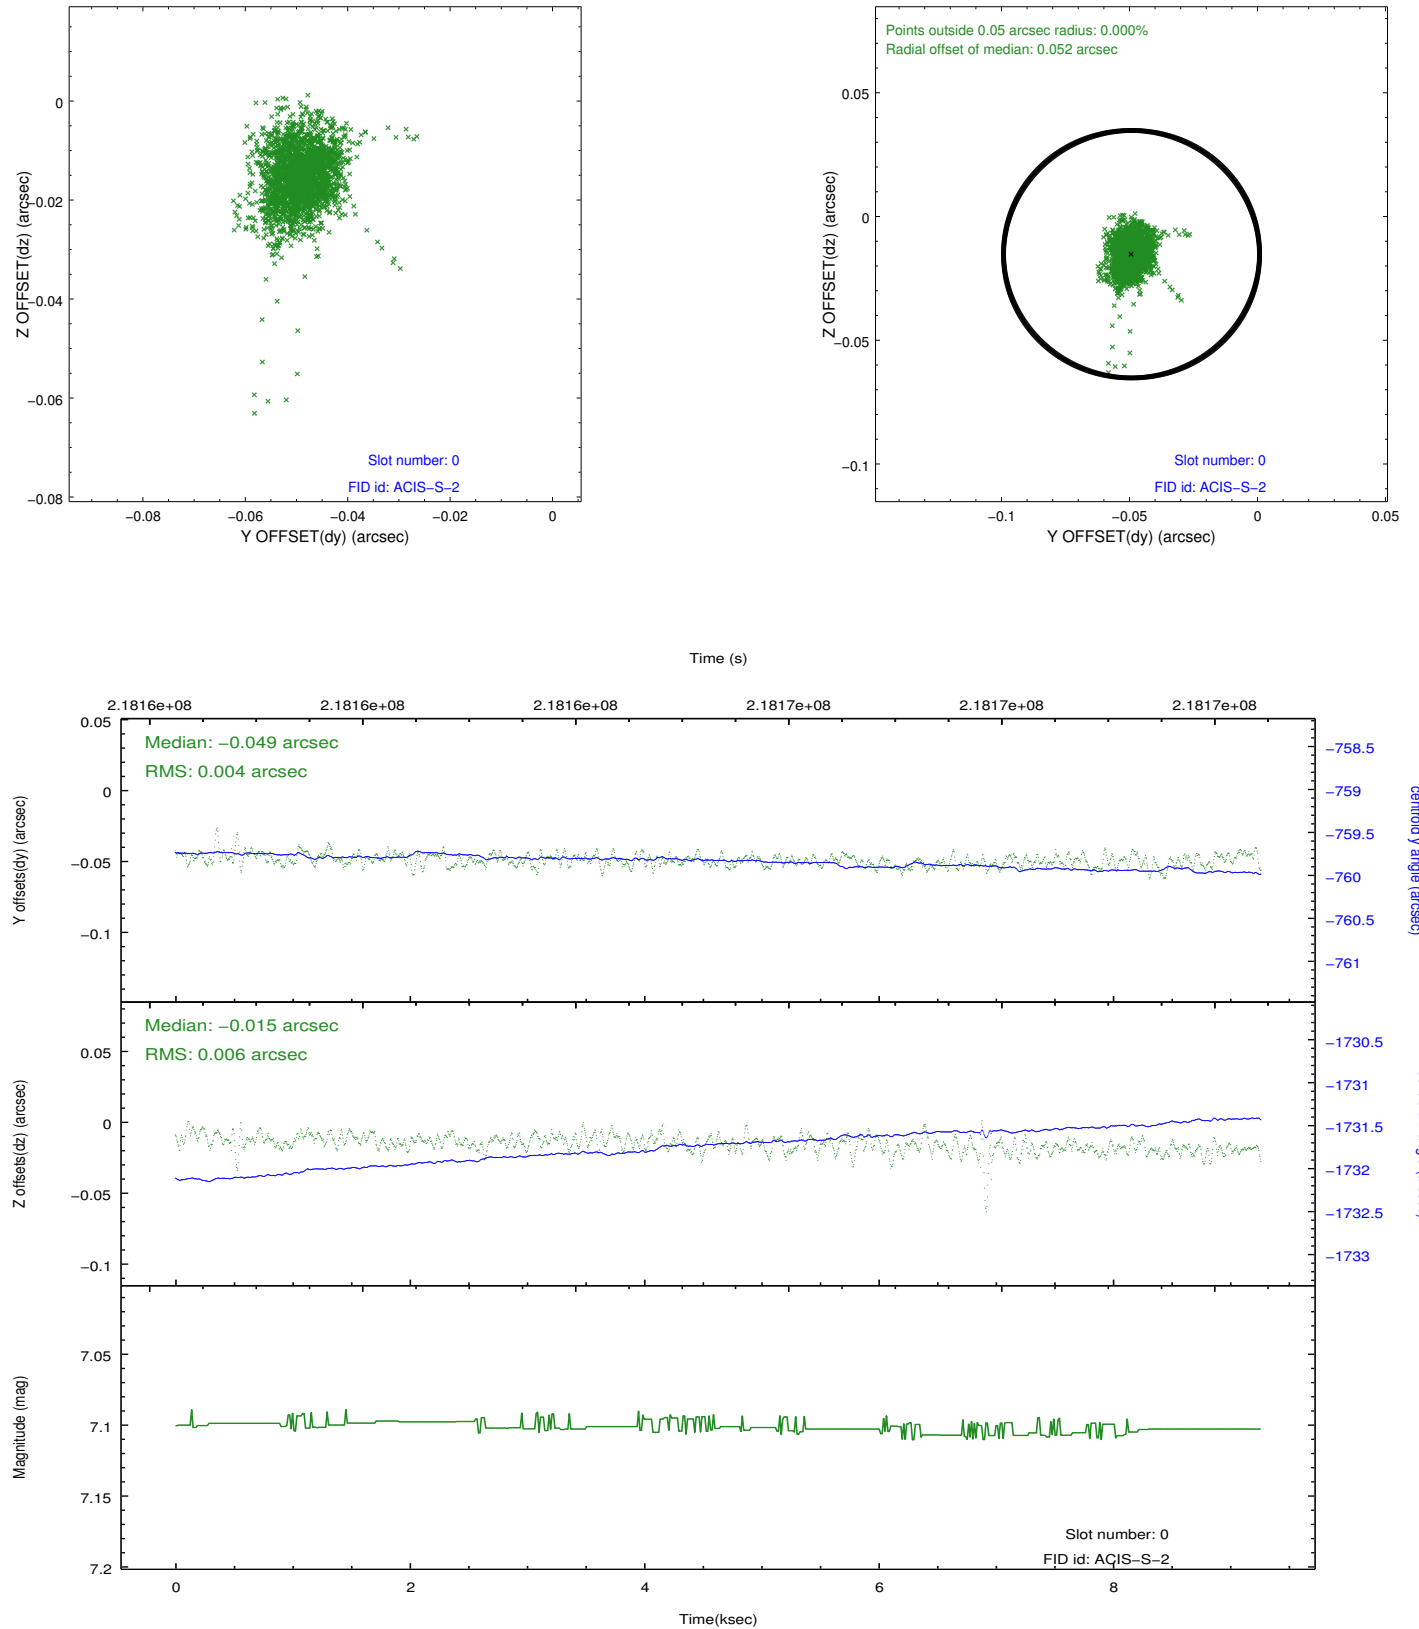 0
−0.02
−0.04
−0.06
−0.08
Z OFFSET(dz) (arcsec)
Slot number: 0
FID id: ACIS−S−2
−0.08
−0.06
−0.04
−0.02
0
Y OFFSET(dy) (arcsec)
Points outside 0.05 arcsec radius: 0.000%
Radial offset of median: 0.052 arcsec
0.05
0
−0.05
−0.1
Z OFFSET(dz) (arcsec)
Slot number: 0
FID id: ACIS−S−2
−0.1
−0.05
0
0.05
Y OFFSET(dy) (arcsec)
Time (s)
2.1816e+08
2.1816e+08
2.1816e+08
2.1817e+08
2.1817e+08
2.1817e+08
0.05
0
−0.05
−0.1
Y offsets(dy) (arcsec)
Median: −0.049 arcsec
RMS: 0.004 arcsec
−758.5
−759
−759.5
−760
−760.5
−761
centroid y angle (arcsec)
0.05
0
−0.05
−0.1
Z offsets(dz) (arcsec)
Median: −0.015 arcsec
RMS: 0.006 arcsec
−1730.5
−1731
−1731.5
−1732
−1732.5
−1733
7.05
7.1
7.15
7.2
Magnitude (mag)
Slot number: 0
FID id: ACIS−S−2
0
2
4
6
8
Time(ksec)